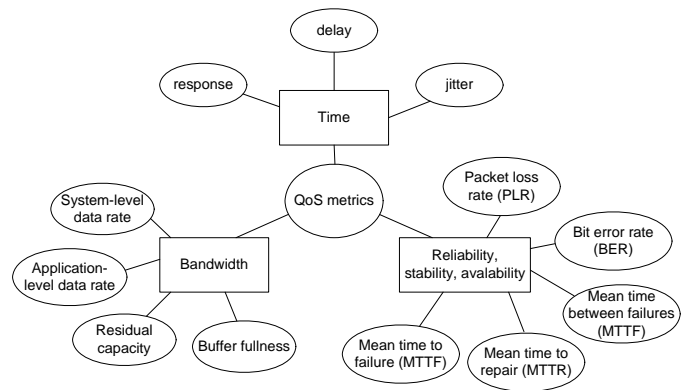 delay
response
jitter
Time
QoS metrics
System-level
data rate
Packet loss
rate (PLR)
Bit error rate
(BER)
Application-
level data rate
Bandwidth
Reliability,
stability, avalability
Residual
capacity
Buffer fullness
Mean time to
failure (MTTF)
Mean time to
repair (MTTR)
Mean time
between failures
(MTTF)